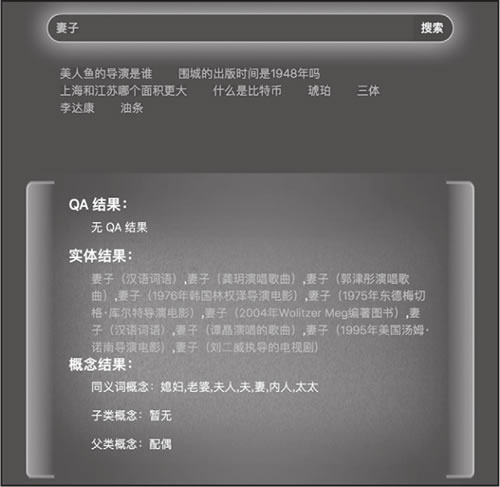 妻子 搜索
美人鱼的导演是谁 围城的出版时间是1948年吗
上海和江苏哪个面积更大 什么是比特币 琥珀 三体
李达康 油条
QA 结果：
无 QA 结果
实体结果：
妻子（汉语词语）,妻子（龚玥演唱歌曲）,妻子（郭津彤演唱歌
曲）,妻子（1976年韩国林权泽导演电影）,妻子（1975年东德梅切
格·库尔特导演电影）,妻子（2004年Wolitzer Meg编著图书）,妻
子（汉语词语）,妻子（谭晶演唱的歌曲）,妻子（1995年美国汤姆·
诺南导演电影）,妻子（刘二威执导的电视剧）
概念结果：
同义词概念：媳妇,老婆,夫人,夫,妻,内人,太太
子类概念：暂无
父类概念：配偶